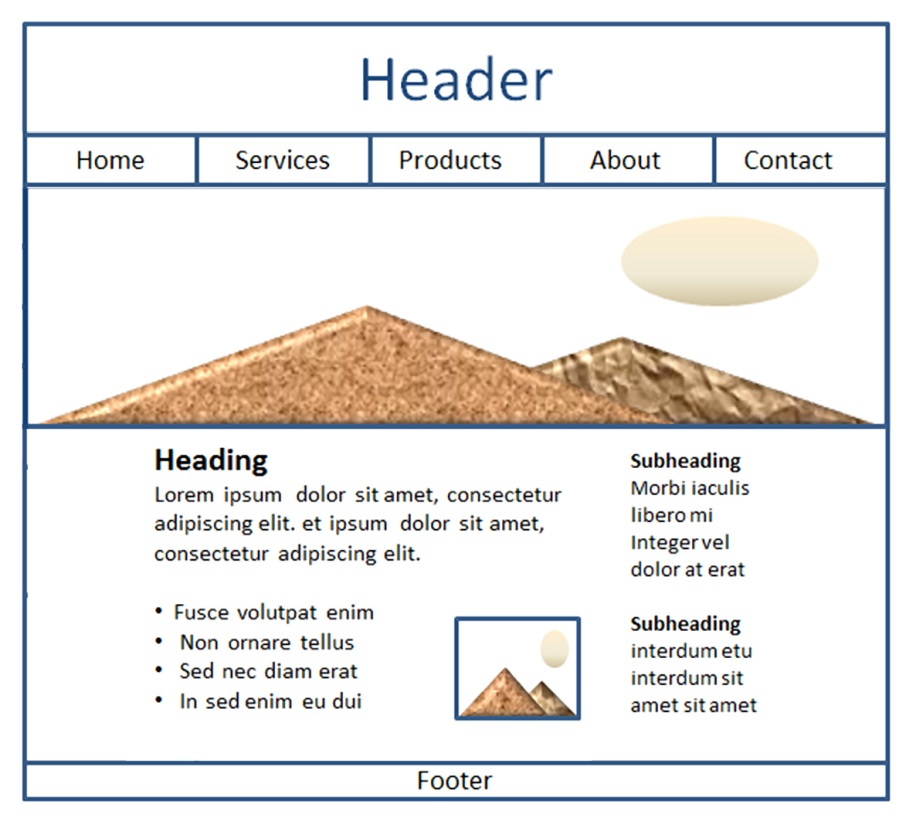 Header
Home Services Products About Contact
Heading
Lorem ipsum dolor sit amet, consectetur
adipiscing elit. et ipsum dolor sit amet,
consectetur adipiscing elit.
• Fusce volutpat enim
• Non ornare tellus
• Sed nec diam erat
• In sed enim eu dui
Subheading
Morbi iaculis
libero mi
Integer vel
dolor at erat
Subheading
interdum etu
interdum sit
amet sit amet
Footer